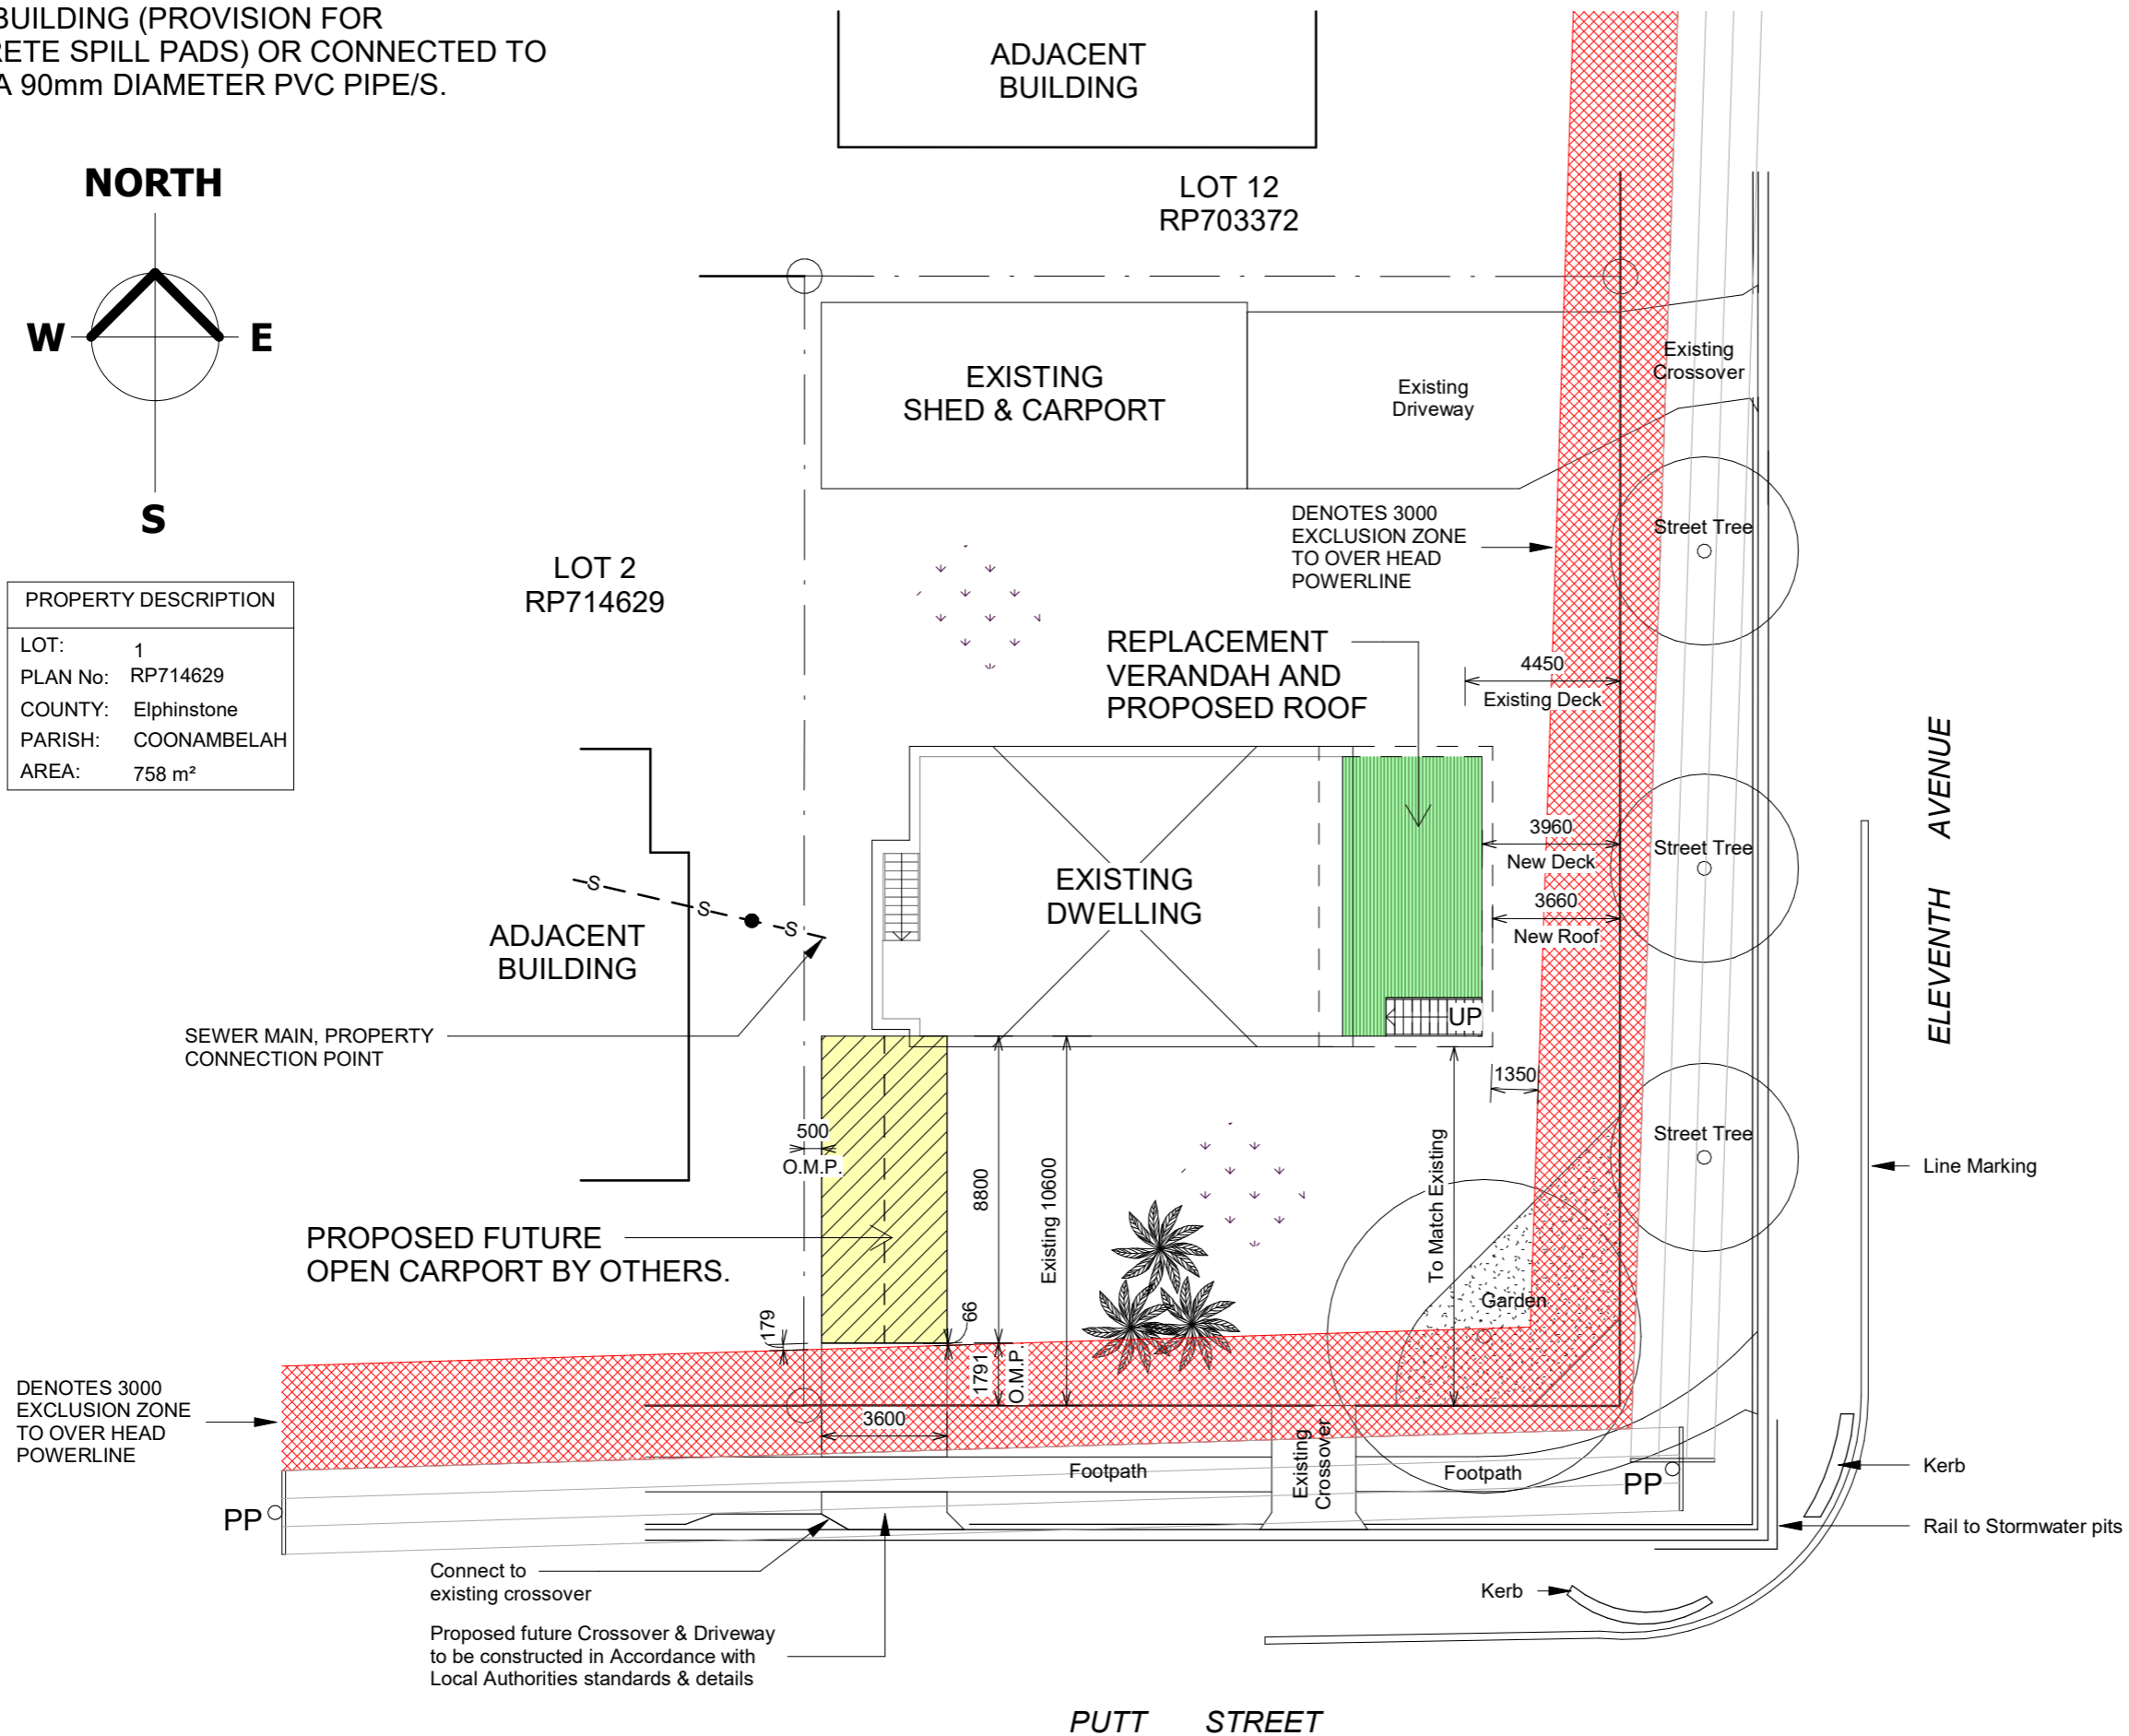 BUILDING (PROVISION FOR
RETE SPILL PADS) OR CONNECTED TO
A 90mm DIAMETER PVC PIPE/S.
ADJACENT
BUILDING
NORTH
W
E
S
LOT 12
RP703372
EXISTING
SHED & CARPORT
Existing
Driveway
Existing
Crossover
DENOTES 3000
EXCLUSION ZONE
TO OVER HEAD
POWERLINE
Street Tree
LOT 2
RP714629
PROPERTY DESCRIPTION
LOT: 1
PLAN No: RP714629
COUNTY: Elphinstone
PARISH: COONAMBELAH
AREA: 758 m²
REPLACEMENT
VERANDAH AND
PROPOSED ROOF
4450
Existing Deck
3960
New Deck
3660
New Roof
Street Tree
ELEVENTH AVENUE
EXISTING
DWELLING
S
S
S
ADJACENT
BUILDING
UP
SEWER MAIN, PROPERTY
CONNECTION POINT
1350
500
O.M.P.
8800
Existing 10600
To Match Existing
Street Tree
Line Marking
PROPOSED FUTURE
OPEN CARPORT BY OTHERS.
Garden
179
66
1791
O.M.P.
DENOTES 3000
EXCLUSION ZONE
TO OVER HEAD
POWERLINE
3600
Existing
Crossover
Footpath
Footpath
PP
PP
Kerb
Rail to Stormwater pits
Connect to
existing crossover
Kerb
Proposed future Crossover & Driveway
to be constructed in Accordance with
Local Authorities standards & details
PUTT STREET